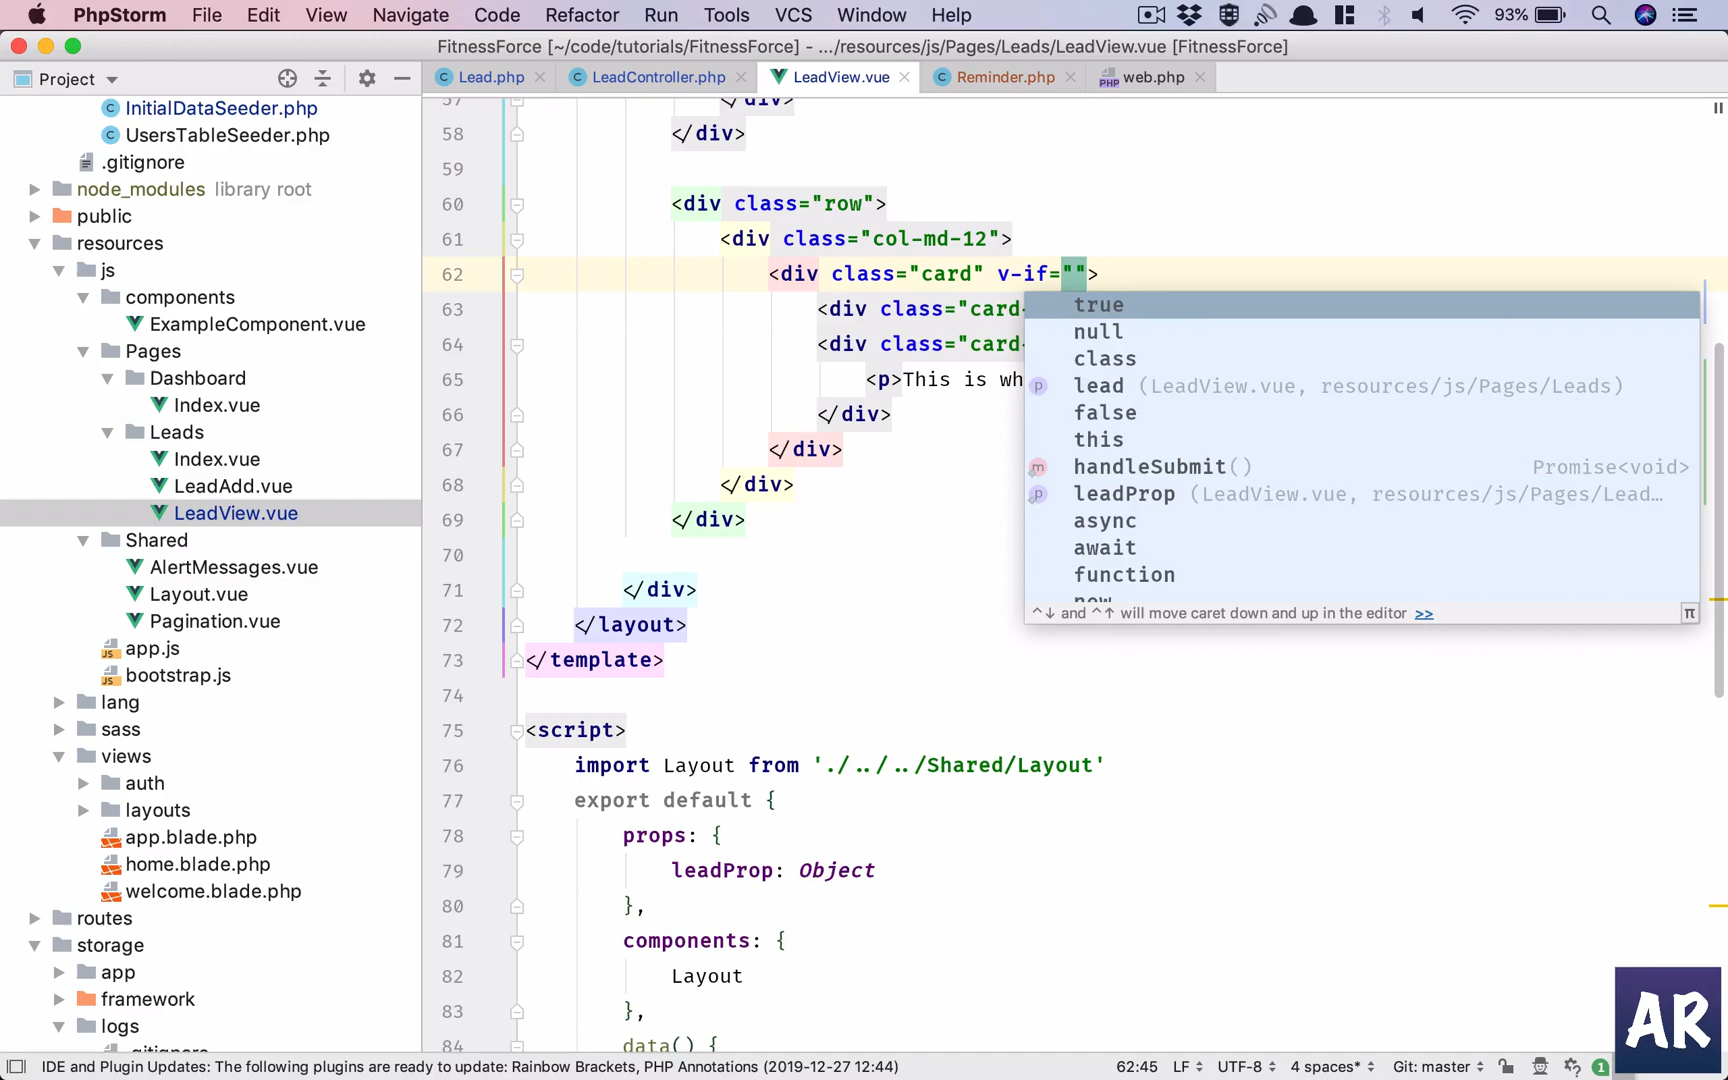 PhpStorm File Edit View Navigate Code Refactor Run Tools VCS Window Help 93%
FitnessForce [~/code/tutorials/FitnessForce] - .../resources/js/Pages/Leads/LeadView.vue [FitnessForce]
Project
Lead.php LeadController.php LeadView.vue Reminder.php web.php
InitialDataSeeder.php
UsersTableSeeder.php
.gitignore
node_modules library root
public
resources
js
components
ExampleComponent.vue
Pages
Dashboard
Index.vue
Leads
Index.vue
LeadAdd.vue
LeadView.vue
Shared
AlertMessages.vue
Layout.vue
Pagination.vue
app.js
bootstrap.js
lang
sass
views
auth
layouts
app.blade.php
home.blade.php
welcome.blade.php
routes
storage
app
framework
logs
.gitignore
57 </div>
58 </div>
59
60 <div class="row">
61 <div class="col-md-12">
62 <div class="card" v-if="">
63 <div class="card-
64 <div class="card-
65 <p>This is wh
66 </div>
67 </div>
68 </div>
69 </div>
70
71 </div>
72 </layout>
73 </template>
74
75 <script>
76 import Layout from './../../Shared/Layout'
77 export default {
78 props: {
79 leadProp: Object
80 },
81 components: {
82 Layout
83 },
84 data() {
true
null
class
p lead (LeadView.vue, resources/js/Pages/Leads)
false
this
m handleSubmit() Promise<void>
p leadProp (LeadView.vue, resources/js/Pages/Lead...
async
await
function
new
^↓ and ^↑ will move caret down and up in the editor >> π
IDE and Plugin Updates: The following plugins are ready to update: Rainbow Brackets, PHP Annotations (2019-12-27 12:44) 62:45 LF UTF-8 4 spaces* Git: master 1
AR